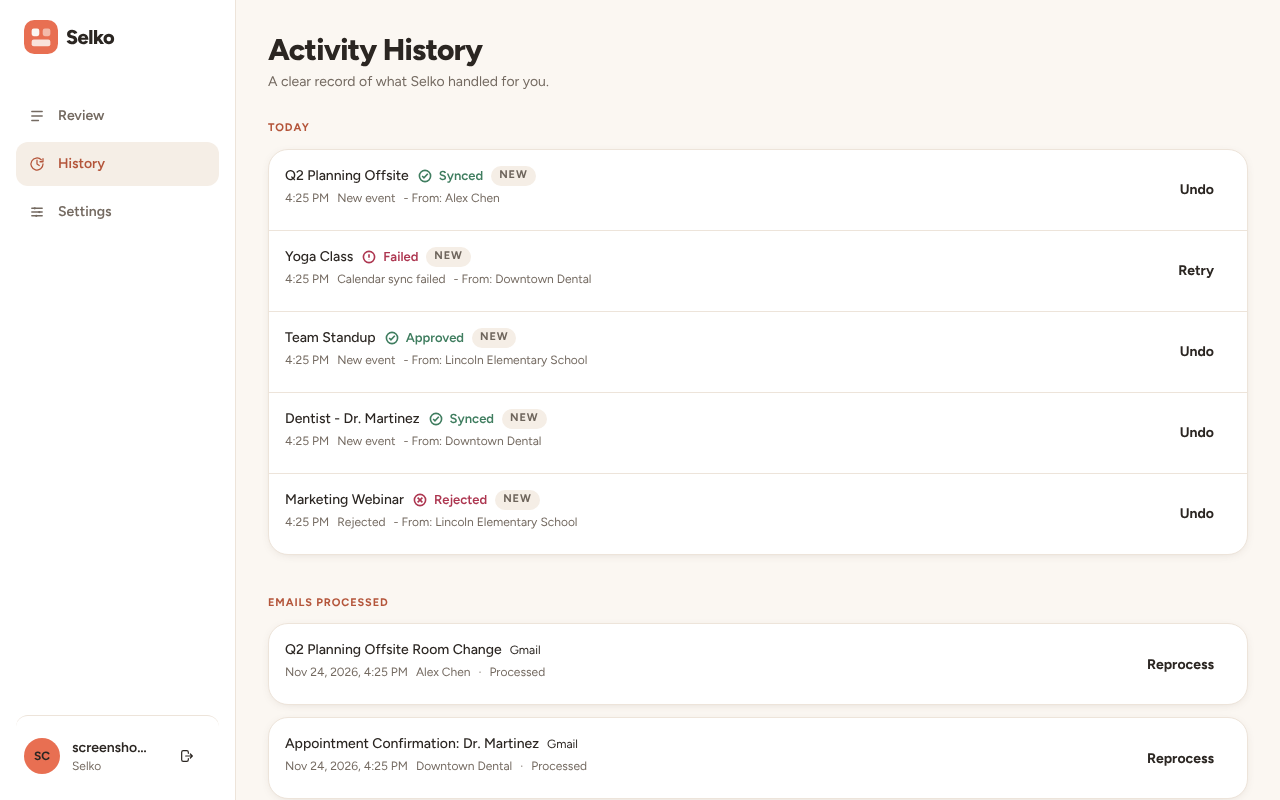 Selko
Review
History
Settings
SC
screensho...
Selko
Activity History
A clear record of what Selko handled for you.
TODAY
Q2 Planning Offsite Synced NEW
4:25 PM New event - From: Alex Chen
Undo
Yoga Class Failed NEW
4:25 PM Calendar sync failed - From: Downtown Dental
Retry
Team Standup Approved NEW
4:25 PM New event - From: Lincoln Elementary School
Undo
Dentist - Dr. Martinez Synced NEW
4:25 PM New event - From: Downtown Dental
Undo
Marketing Webinar Rejected NEW
4:25 PM Rejected - From: Lincoln Elementary School
Undo
EMAILS PROCESSED
Q2 Planning Offsite Room Change Gmail
Nov 24, 2026, 4:25 PM Alex Chen · Processed
Reprocess
Appointment Confirmation: Dr. Martinez Gmail
Nov 24, 2026, 4:25 PM Downtown Dental · Processed
Reprocess